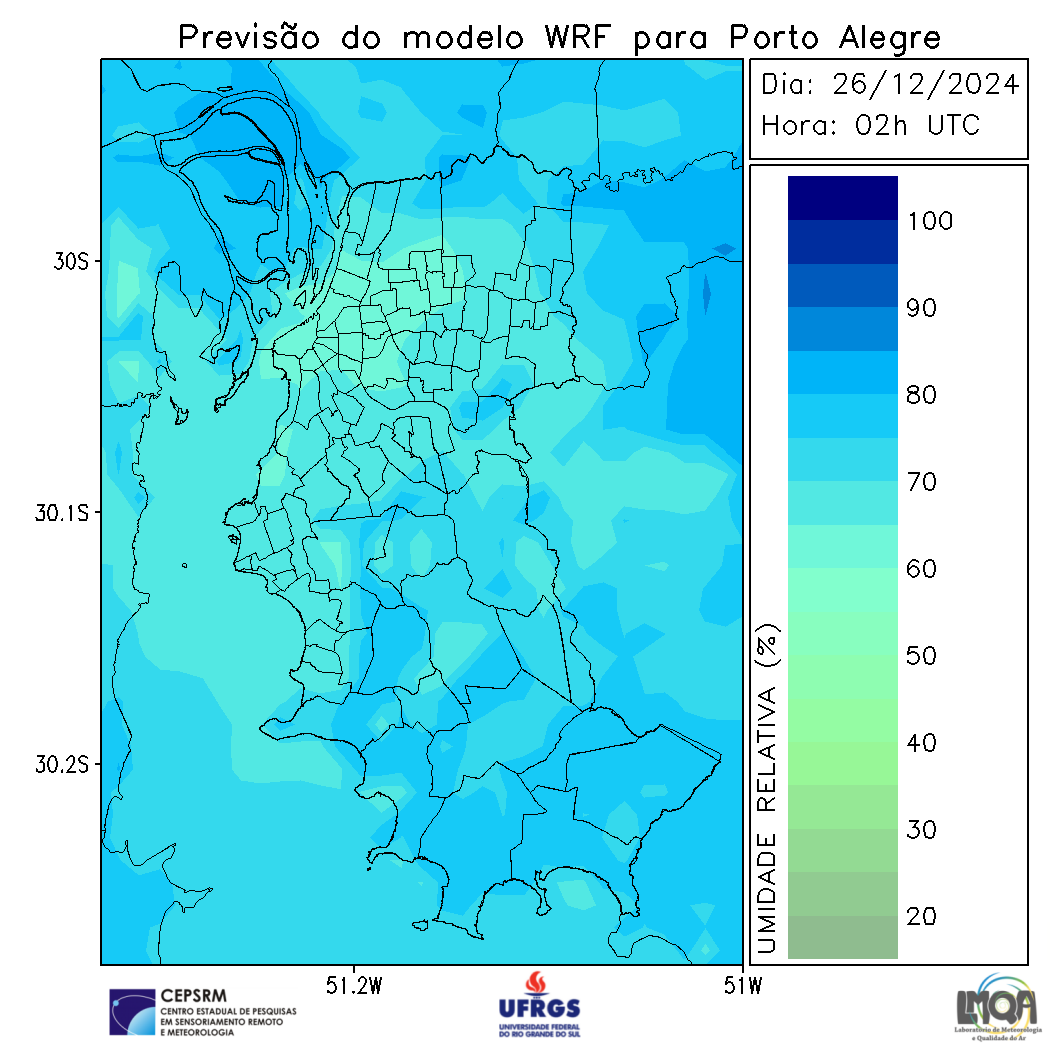 Previsão do modelo WRF para Porto Alegre
Dia: 26/12/2024
Hora: 02h UTC
100
90
80
70
60
50
40
30
20
UMIDADE RELATIVA (%)
30S
30.1S
30.2S
51.2W
51W
CEPSRM
CENTRO ESTADUAL DE PESQUISAS
EM SENSORIAMENTO REMOTO
E METEOROLOGIA
UFRGS
UNIVERSIDADE FEDERAL
DO RIO GRANDE DO SUL
LMQA
Laboratório de Meteorologia
e Qualidade do Ar